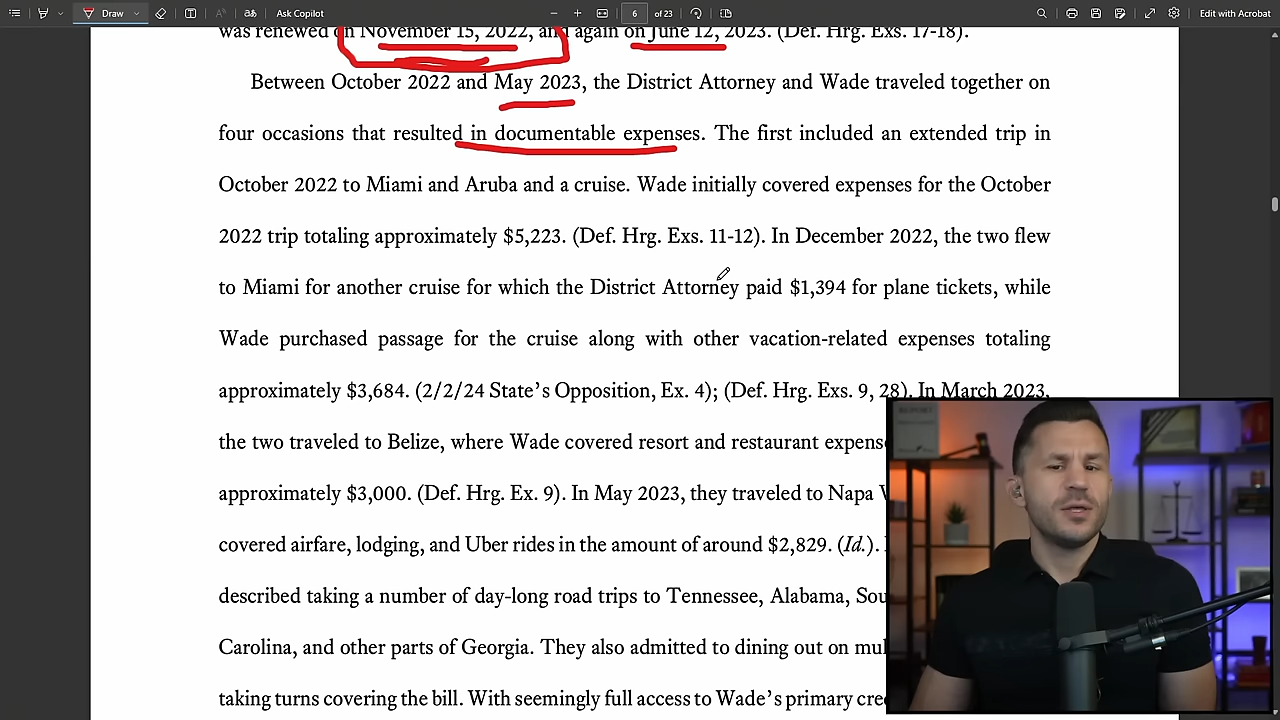 Draw
Ask Copilot
6 of 23
Edit with Acrobat
was renewed on November 15, 2022, and again on June 12, 2023. (Def. Hrg. Exs. 17-18).
Between October 2022 and May 2023, the District Attorney and Wade traveled together on
four occasions that resulted in documentable expenses. The first included an extended trip in
October 2022 to Miami and Aruba and a cruise. Wade initially covered expenses for the October
2022 trip totaling approximately $5,223. (Def. Hrg. Exs. 11-12). In December 2022, the two flew
to Miami for another cruise for which the District Attorney paid $1,394 for plane tickets, while
Wade purchased passage for the cruise along with other vacation-related expenses totaling
approximately $3,684. (2/2/24 State’s Opposition, Ex. 4); (Def. Hrg. Exs. 9, 28). In March 2023,
the two traveled to Belize, where Wade covered resort and restaurant
approximately $3,000. (Def. Hrg. Ex. 9). In May 2023, they traveled to Napa
covered airfare, lodging, and Uber rides in the amount of around $2,829. (Id.).
described taking a number of day-long road trips to Tennessee, Alabama,
Carolina, and other parts of Georgia. They also admitted to dining out on
taking turns covering the bill. With seemingly full access to Wade’s primary